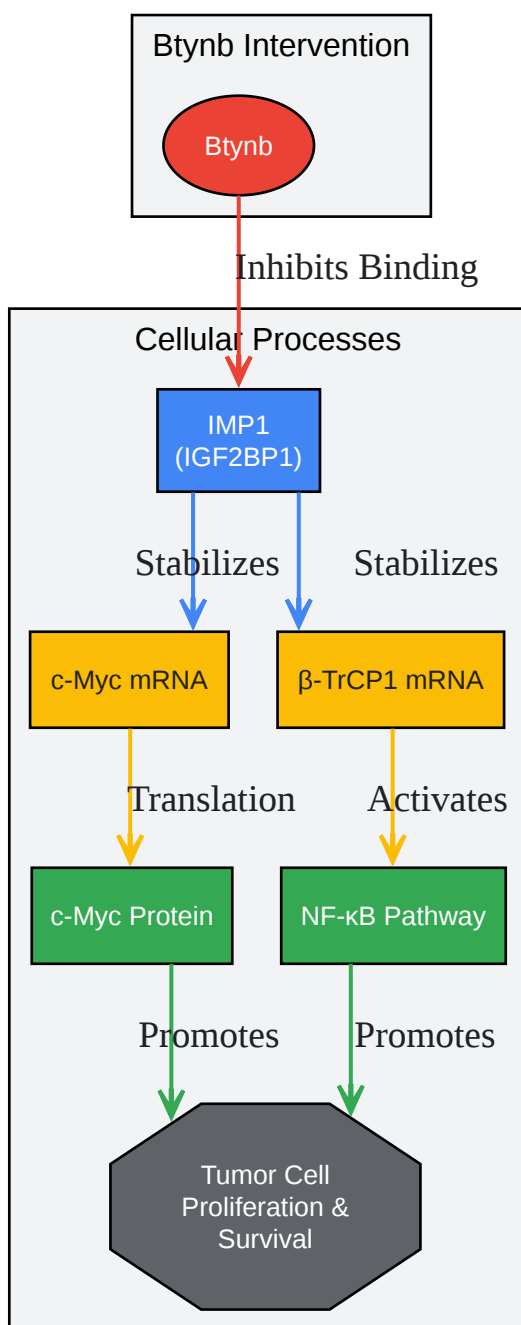 Btynb Intervention
Btynb
Inhibits Binding
Cellular Processes
IMP1
(IGF2BP1)
Stabilizes
Stabilizes
c-Myc mRNA
β-TrCP1 mRNA
Translation
Activates
c-Myc Protein
NF-κB Pathway
Promotes
Promotes
Tumor Cell
Proliferation &
Survival